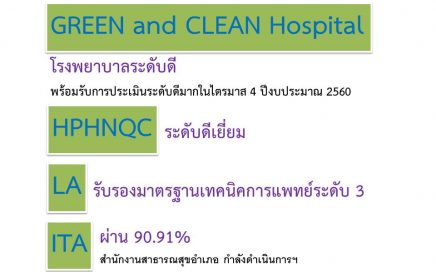 GREEN and CLEAN Hospital
โรงพยาบาลระดับดี
พร้อมรับการประเมินระดับดีมากในไตรมาส 4 ปีงบประมาณ 2560
HPHNQC ระดับดีเยี่ยม
LA รับรองมาตรฐานเทคนิคการแพทย์ระดับ 3
ITA ผ่าน 90.91%
สำนักงานสาธารณสุขอำเภอ กำลังดำเนินการฯ